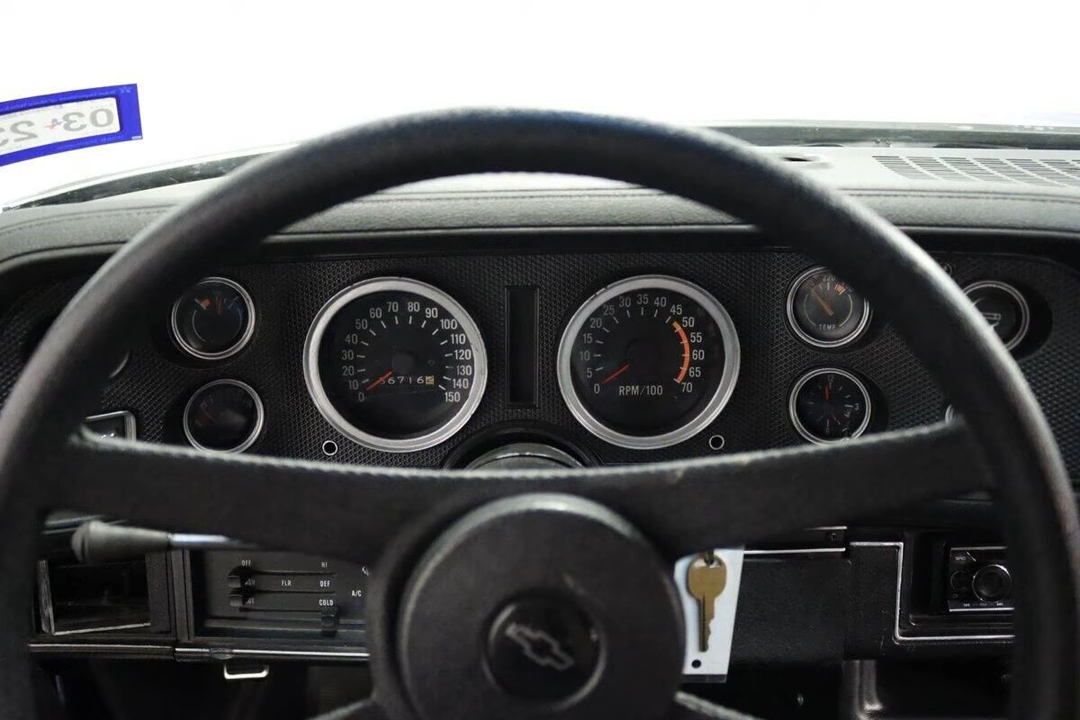 60 70 80
50 90
40 100
30 110
20 120
10 130
0 140
150
56716
30 35 40
25 45
20 50
15 55
10 60
5 65
0 70
RPM/100
TEMP
OFF HI
FLR DEF
COLD
A/C